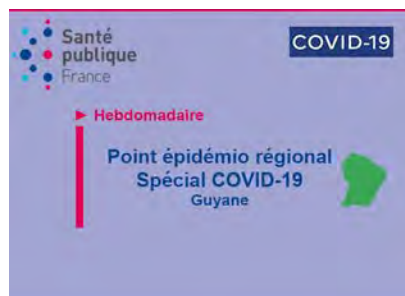 Santé
publique
France
COVID-19
Hebdomadaire
Point épidémio régional
Spécial COVID-19
Guyane